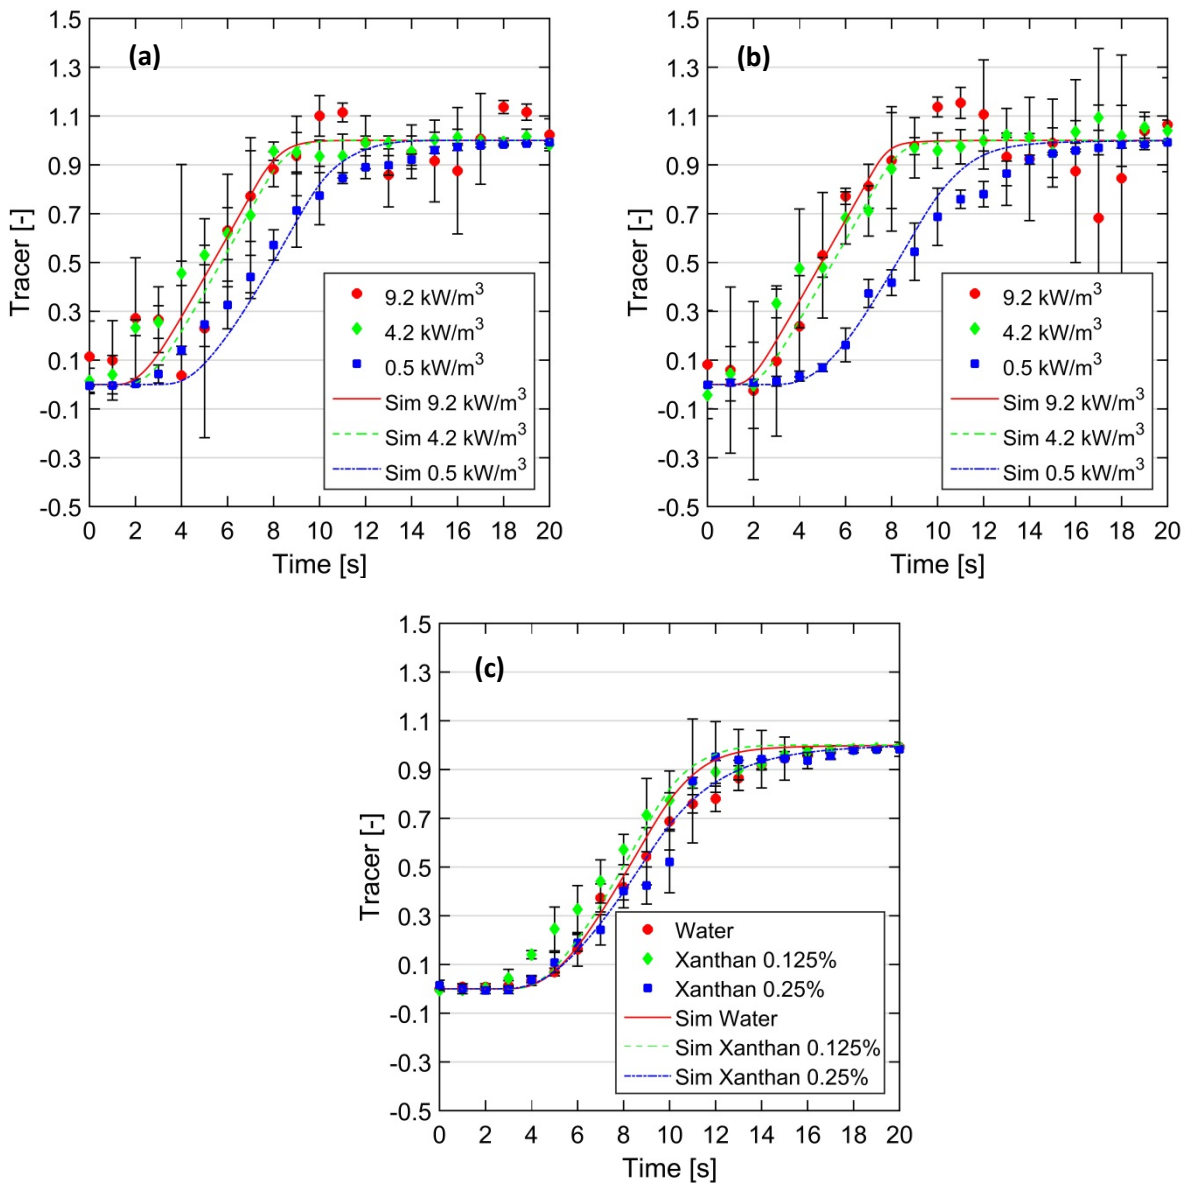 (a)
1.5
1.3
1.1
0.9
0.7
0.5
0.3
0.1
-0.1
-0.3
-0.5
Tracer [-]
9.2 kW/m³
4.2 kW/m³
0.5 kW/m³
Sim 9.2 kW/m³
Sim 4.2 kW/m³
Sim 0.5 kW/m³
0 2 4 6 8 10 12 14 16 18 20
Time [s]
(b)
1.5
1.3
1.1
0.9
0.7
0.5
0.3
0.1
-0.1
-0.3
-0.5
Tracer [-]
9.2 kW/m³
4.2 kW/m³
0.5 kW/m³
Sim 9.2 kW/m³
Sim 4.2 kW/m³
Sim 0.5 kW/m³
0 2 4 6 8 10 12 14 16 18 20
Time [s]
(c)
1.5
1.3
1.1
0.9
0.7
0.5
0.3
0.1
-0.1
-0.3
-0.5
Tracer [-]
Water
Xanthan 0.125%
Xanthan 0.25%
Sim Water
Sim Xanthan 0.125%
Sim Xanthan 0.25%
0 2 4 6 8 10 12 14 16 18 20
Time [s]